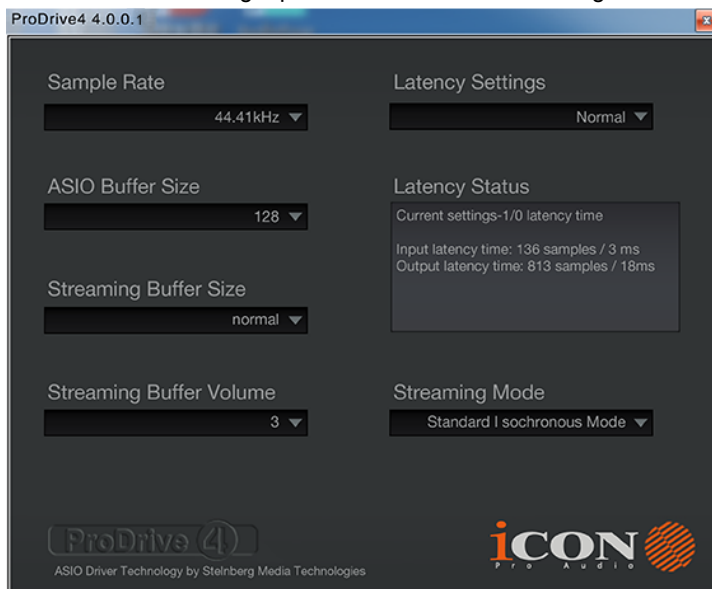 ProDrive4 4.0.0.1
x
Sample Rate
44.41kHz
Latency Settings
Normal
ASIO Buffer Size
128
Latency Status
Current settings-1/0 latency time
Input latency time: 136 samples / 3 ms
Output latency time: 813 samples / 18ms
Streaming Buffer Size
normal
Streaming Buffer Volume
3
Streaming Mode
Standard I sochronous Mode
ProDrive 4
ASIO Driver Technology by Steinberg Media Technologies
iCON
Pro Audio